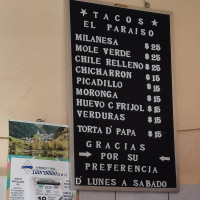 ★ TACOS ★
EL PARAISO
MILANESA $25
MOLE VERDE $25
CHILE RELLENO $25
CHICHARRON $15
PICADILLO $15
MORONGA $15
HUEVO C FRIJOL $15
VERDURAS $15
TORTA D' PAPA $15
GRACIAS
POR SU
PREFERENCIA
D' LUNES A SABADO
18